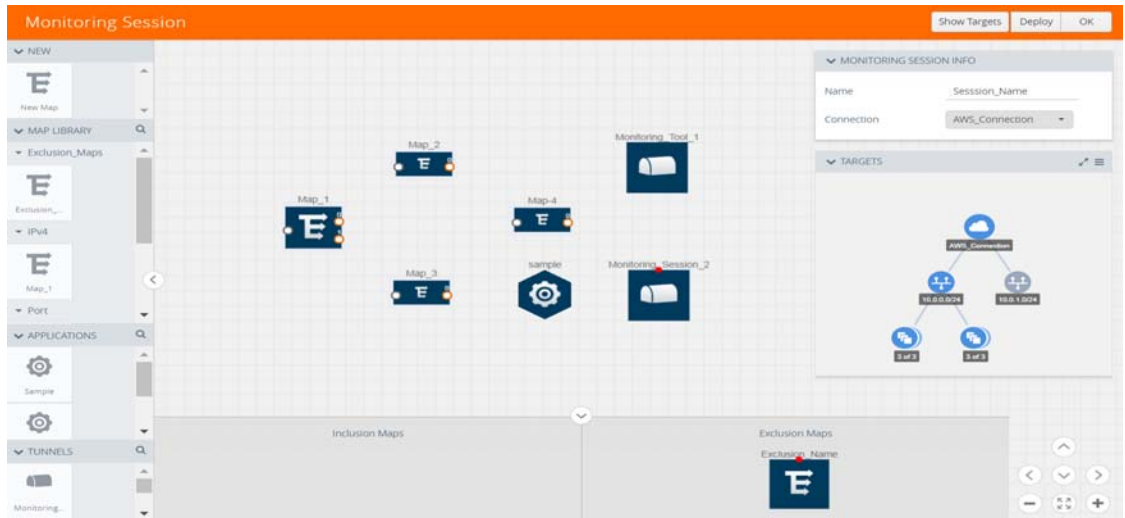 Monitoring Session
Show Targets
Deploy
OK
NEW
New Map
MAP LIBRARY
Exclusion_Maps
Exclusion_...
IPv4
Map_1
Port
APPLICATIONS
Sample
TUNNELS
Monitoring...
Map_1
Map_2
Map_3
Map-4
sample
Monitoring_Tool_1
Monitoring_Session_2
Inclusion Maps
Exclusion Maps
Exclusion_Name
MONITORING SESSION INFO
Name
Sesssion_Name
Connection
AWS_Connection
TARGETS
AWS_Connection
10.0.0.0/24
10.0.1.0/24
3 of 3
3 of 3